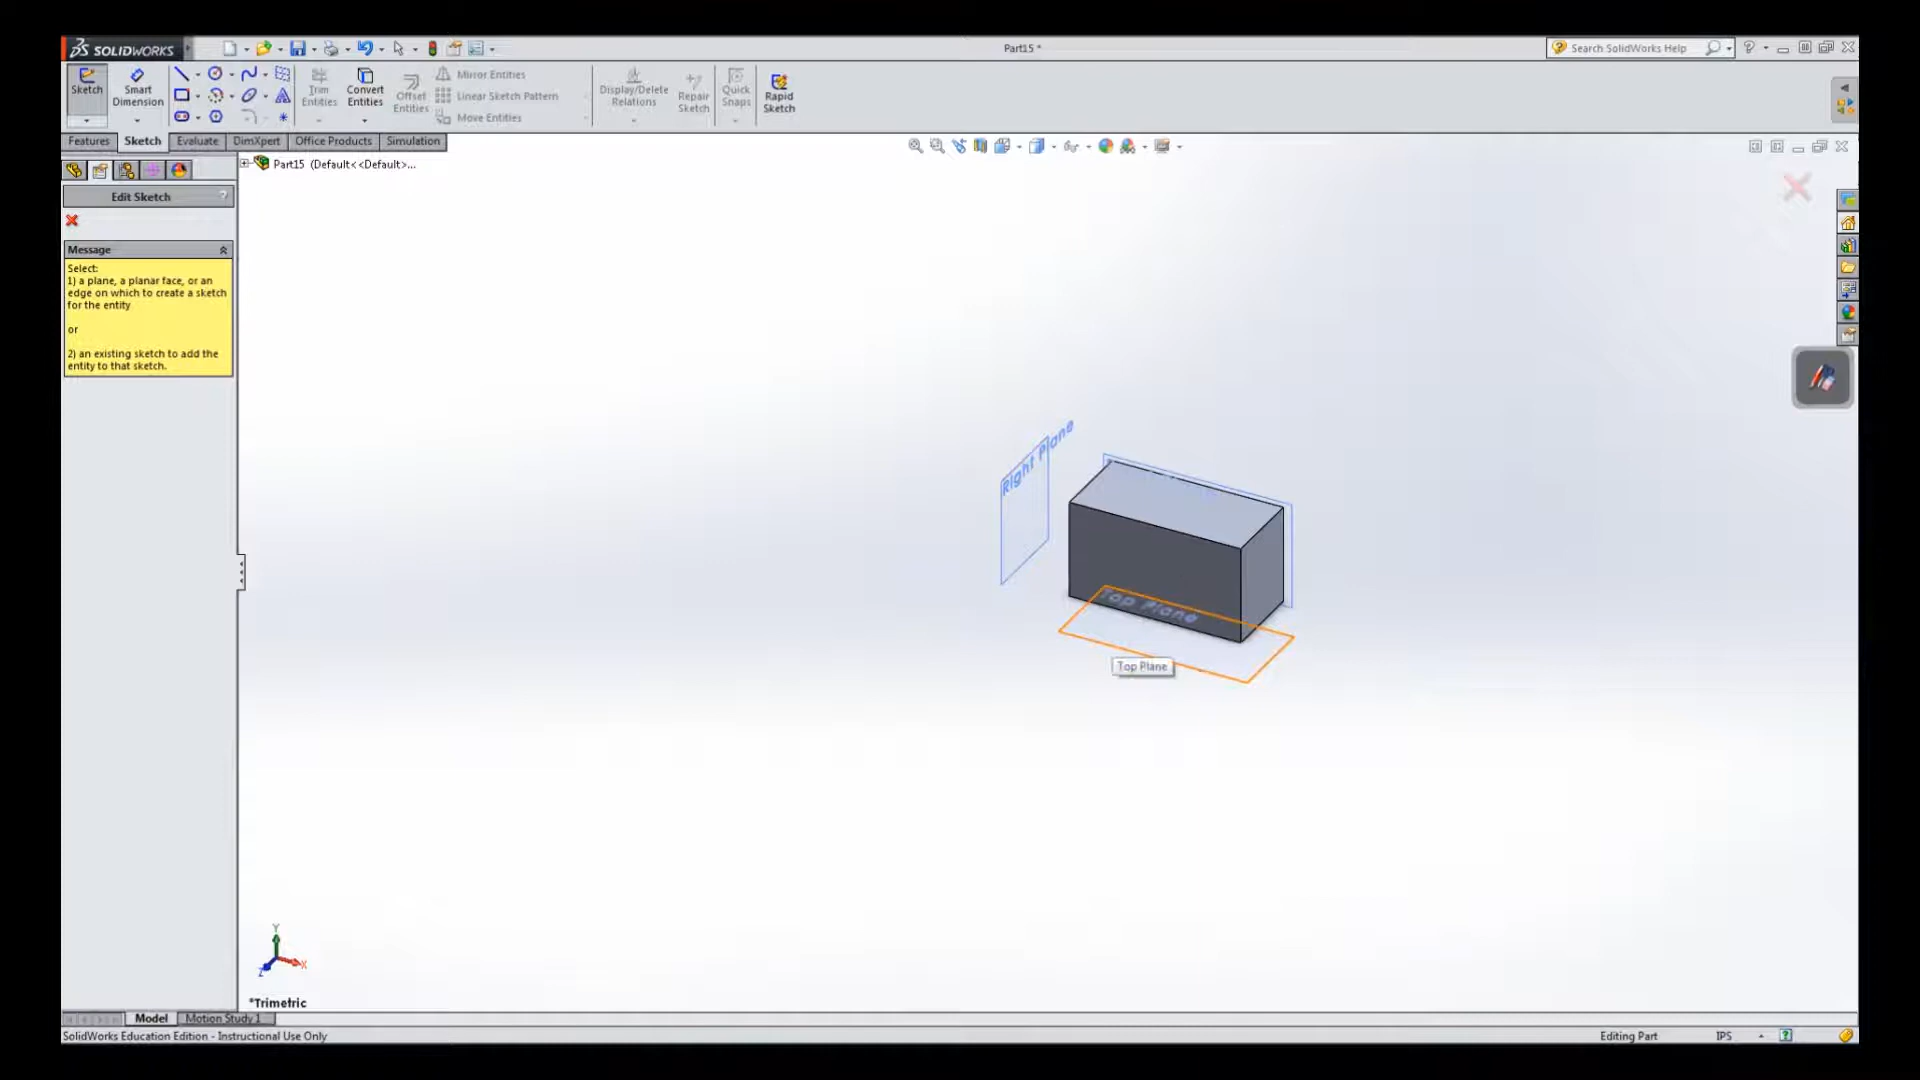 SOLIDWORKS
Part15 *
Search SolidWorks Help
Sketch
Smart Dimension
Trim Entities
Convert Entities
Offset Entities
Mirror Entities
Linear Sketch Pattern
Move Entities
Display/Delete Relations
Repair Sketch
Quick Snaps
Rapid Sketch
Features
Sketch
Evaluate
DimXpert
Office Products
Simulation
Part15 (Default<<Default>...
Edit Sketch
?
Message
Select:
1) a plane, a planar face, or an
edge on which to create a sketch
for the entity
or
2) an existing sketch to add the
entity to that sketch.
Right Plane
Top Plane
Top Plane
Y
X
Z
*Trimetric
Model
Motion Study 1
SolidWorks Education Edition - Instructional Use Only
Editing Part
IPS
?